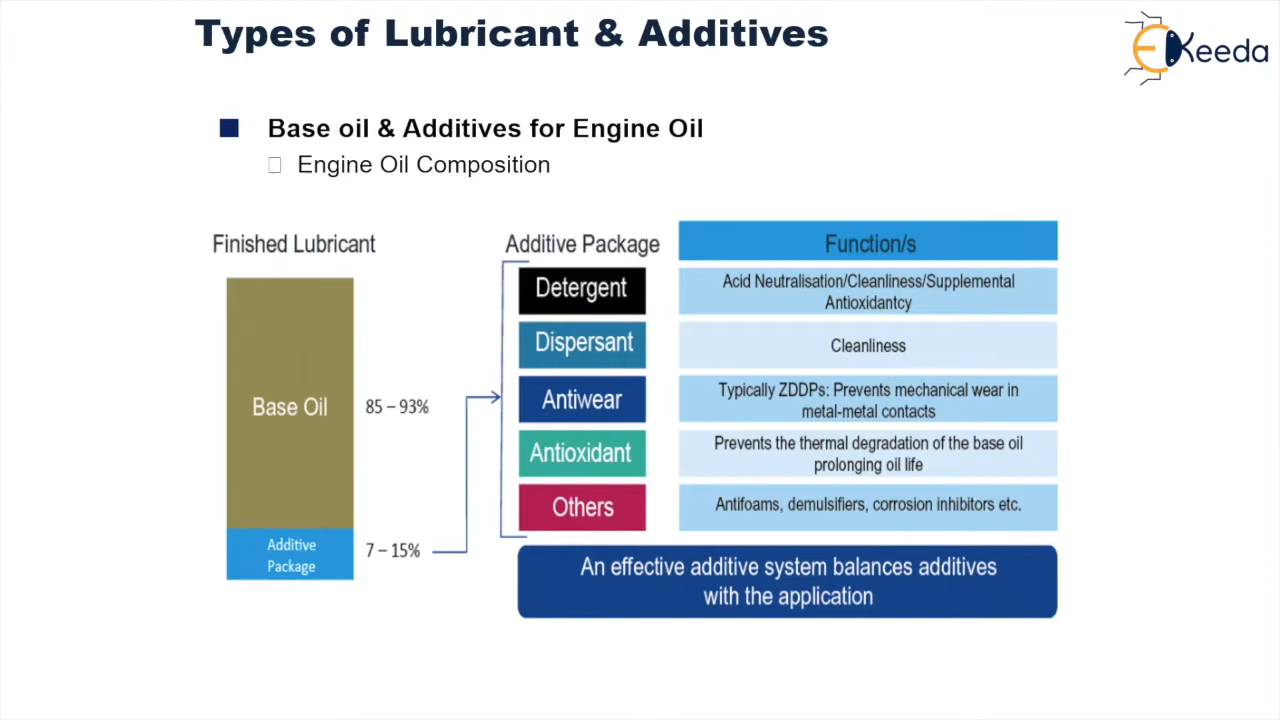 Types of Lubricant & Additives
EKeeda
Base oil & Additives for Engine Oil
Engine Oil Composition
Finished Lubricant
Additive Package
Function/s
Base Oil
85 – 93%
Additive
Package
7 – 15%
Detergent
Acid Neutralisation/Cleanliness/Supplemental
Antioxidantcy
Dispersant
Cleanliness
Antiwear
Typically ZDDPs: Prevents mechanical wear in
metal-metal contacts
Antioxidant
Prevents the thermal degradation of the base oil
prolonging oil life
Others
Antifoams, demulsifiers, corrosion inhibitors etc.
An effective additive system balances additives
with the application